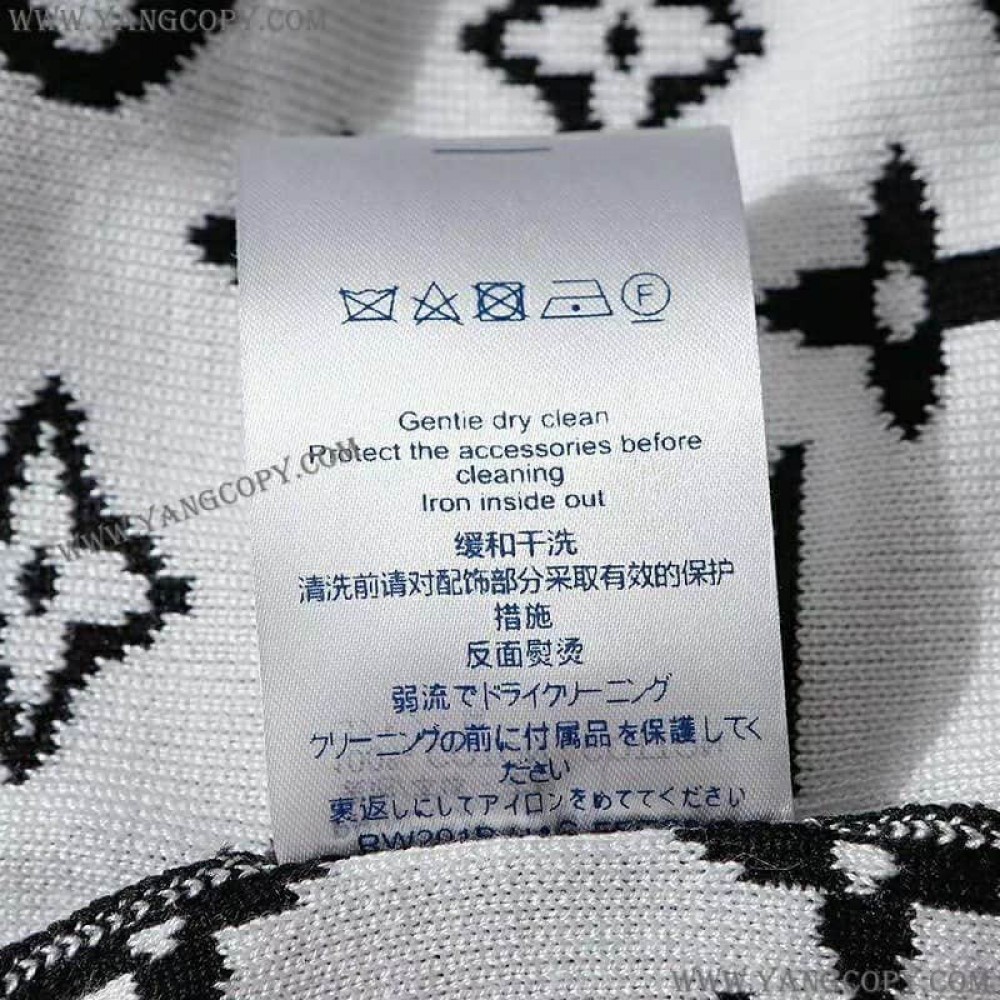 WWW.YANGCOPY.COM
F
Gentie dry clean
Protect the accessories before
cleaning
Iron inside out
WWW.YANGCOPY.COM
缓和干洗
清洗前请对配饰部分采取有效的保护
措施
反面熨烫
弱流でドライクリーニング
クリーニングの前に付属品を保護してく
ださい
裏返しにしてアイロンをめててください
WWW.YANGCOPY.COM